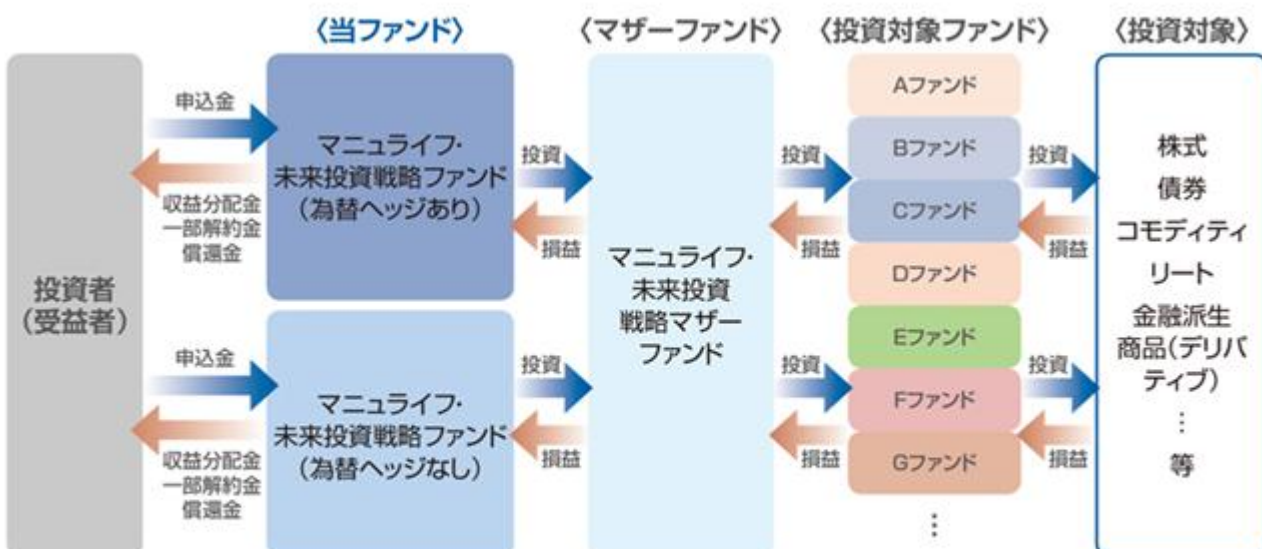 〈当ファンド〉
〈マザーファンド〉
〈投資対象ファンド〉
〈投資対象〉
投資者
(受益者)
申込金
収益分配金
一部解約金
償還金
申込金
収益分配金
一部解約金
償還金
マニュライフ・
未来投資戦略ファンド
(為替ヘッジあり)
マニュライフ・
未来投資戦略ファンド
(為替ヘッジなし)
投資
損益
投資
損益
マニュライフ・
未来投資
戦略マザー
ファンド
投資
損益
投資
損益
Aファンド
Bファンド
Cファンド
Dファンド
Eファンド
Fファンド
Gファンド
⋮
投資
損益
投資
損益
株式
債券
コモディティ
リート
金融派生
商品(デリバ
ティブ)
⋮
等